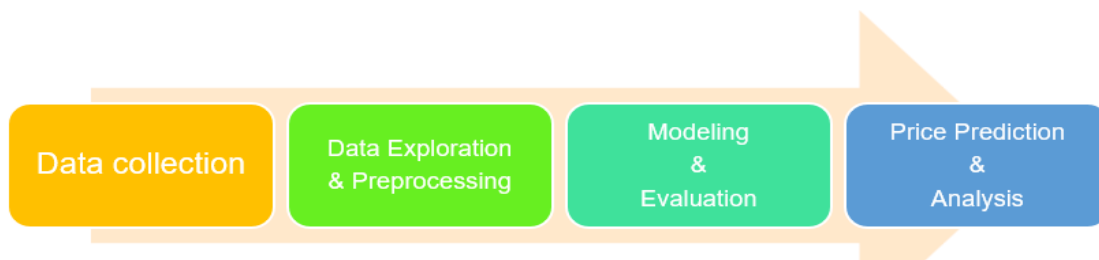 Data collection
Data Exploration
& Preprocessing
Modeling
&
Evaluation
Price Prediction
&
Analysis